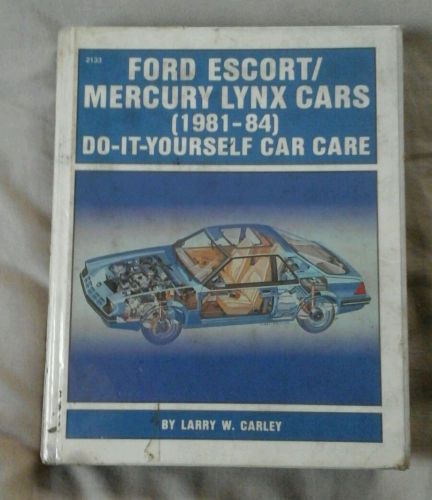 2133
FORD ESCORT/
MERCURY LYNX CARS
(1981-84)
DO-IT-YOURSELF CAR CARE
BY LARRY W. CARLEY